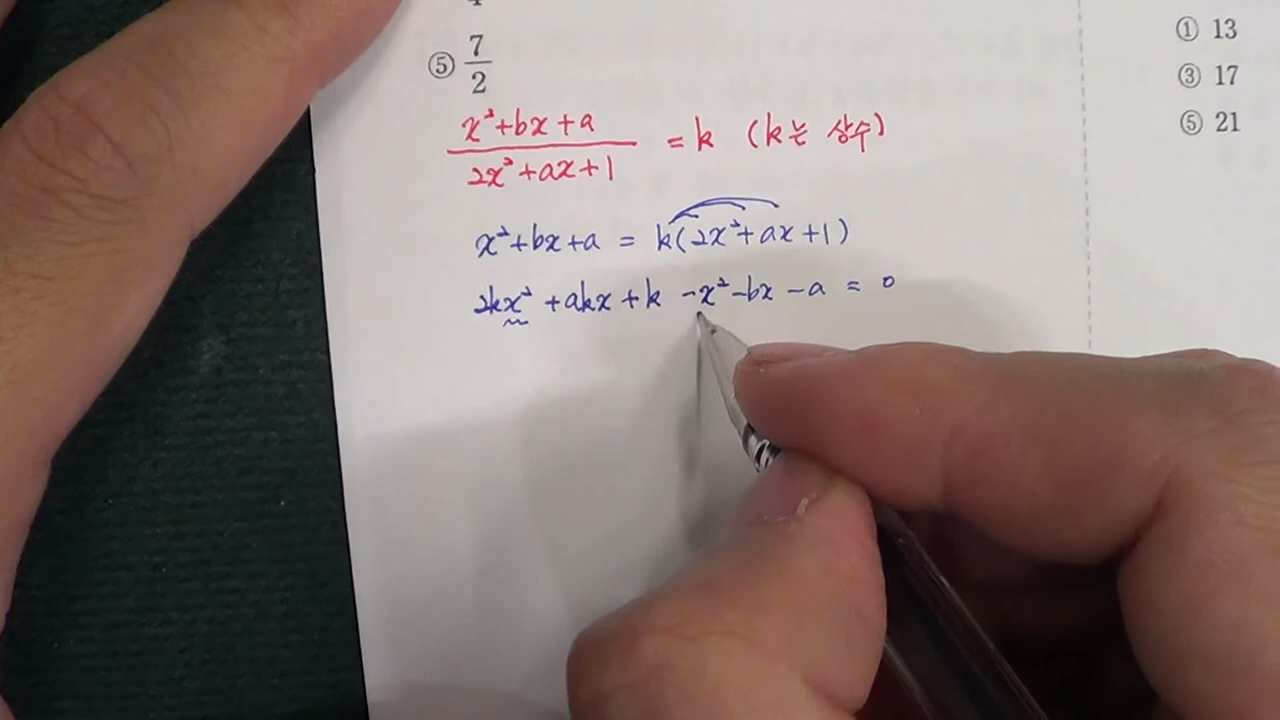 ⑤ 7/2
(x²+bx+a)/(2x²+ax+1) = k (k는 상수)
x²+bx+a = k(2x²+ax+1)
2kx²+akx+k-x²-bx-a = 0
① 13
③ 17
⑤ 21